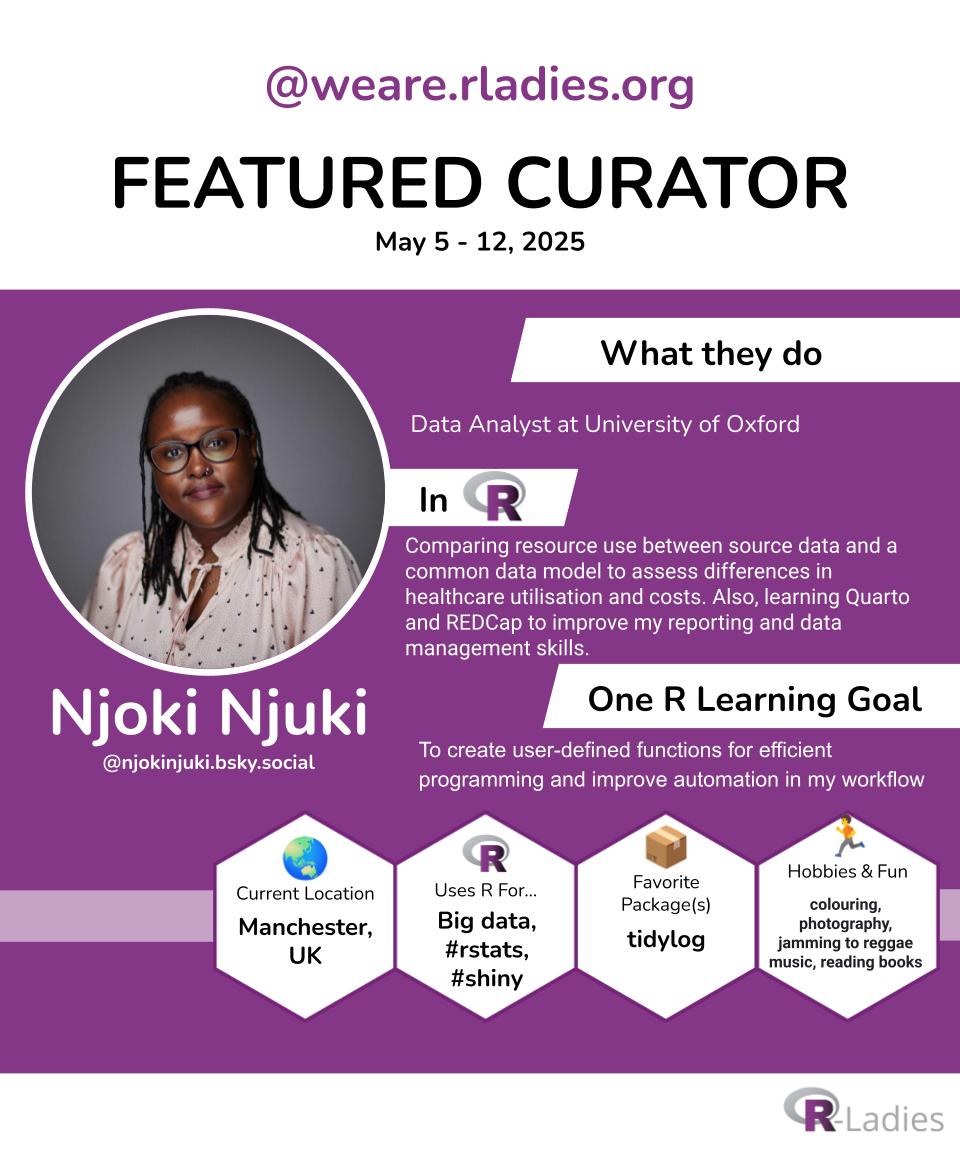 @weare.rladies.org
FEATURED CURATOR
May 5 - 12, 2025
What they do
Data Analyst at University of Oxford
In R
Comparing resource use between source data and a
common data model to assess differences in
healthcare utilisation and costs. Also, learning Quarto
and REDCap to improve my reporting and data
management skills.
Njoki Njuki
@njokinjuki.bsky.social
One R Learning Goal
To create user-defined functions for efficient
programming and improve automation in my workflow
Current Location
Manchester,
UK
R
Uses R For...
Big data,
#rstats,
#shiny
Favorite
Package(s)
tidylog
Hobbies & Fun
colouring,
photography,
jamming to reggae
music, reading books
R-Ladies